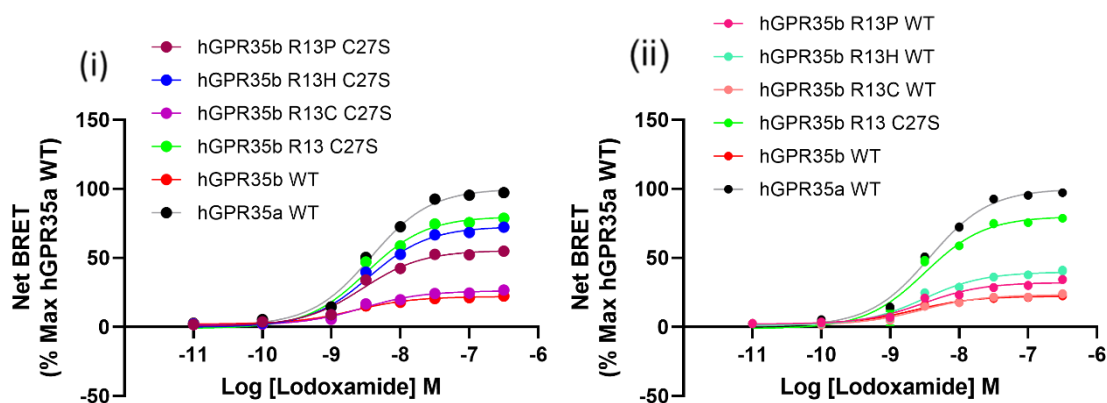 (i)
hGPR35b R13P C27S
hGPR35b R13H C27S
hGPR35b R13C C27S
hGPR35b R13 C27S
hGPR35b WT
hGPR35a WT
Net BRET
(% Max hGPR35a WT)
150
100
50
0
-50
-11
-10
-9
-8
-7
-6
Log [Lodoxamide] M
(ii)
hGPR35b R13P WT
hGPR35b R13H WT
hGPR35b R13C WT
hGPR35b R13 C27S
hGPR35b WT
hGPR35a WT
Net BRET
(% Max hGPR35a WT)
150
100
50
0
-50
-11
-10
-9
-8
-7
-6
Log [Lodoxamide] M